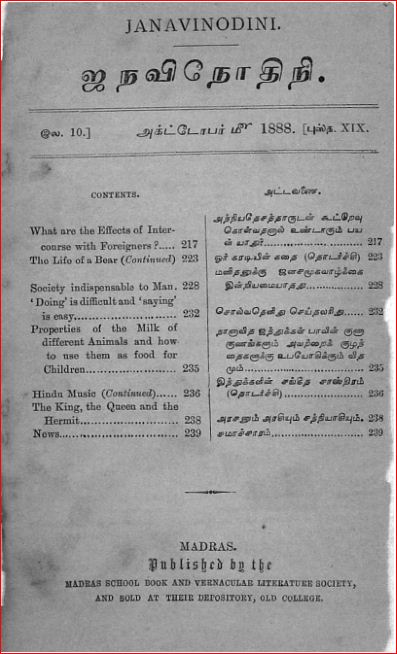 JANAVINODINI.
ஜநவிநோதிநி.
இல. 10.] அக்டோபர் மீ 1888. [புஸ்த. XIX.
CONTENTS.
What are the Effects of Inter-
course with Foreigners ?..... 217
The Life of a Bear (Continued) 223
Society indispensable to Man. 228
'Doing' is difficult and 'saying'
is easy.......................... 232
Properties of the Milk of
different Animals and how
to use them as food for
Children........................ 235
Hindu Music (Continued)...... 236
The King, the Queen and the
Hermit.......................... 238
News................................ 239
அட்டவணை.
அந்நியதேசத்தாருடன் கூட்டுறவு
கொள்வதனால் உண்டாகும் பய
ன் யாது?........................ 217
ஓர் கரடியின் கதை (தொடர்ச்சி) 223
மனிதனுக்கு ஜனசமூகவாழ்க்கை
இன்றியமையாதது .................. 228
சொல்வதெளிது செய்தலரிது...... 232
நானாவித ஜந்துக்கள் பாலின் குணா
குணங்களும் அவற்றைக் குழந்
தைகளுக்கு உபயோகிக்கும் வித
மும்.............................. 235
இந்துக்களின் சங்கீத சாஸ்திரம்
(தொடர்ச்சி)........................ 236
அரசனும் அரசியும் சந்நியாசியும். 238
சமாச்சாரம்........................ 239
MADRAS.
Published by the
MADRAS SCHOOL BOOK AND VERNACULAR LITERATURE SOCIETY,
AND SOLD AT THEIR DEPOSITORY, OLD COLLEGE.